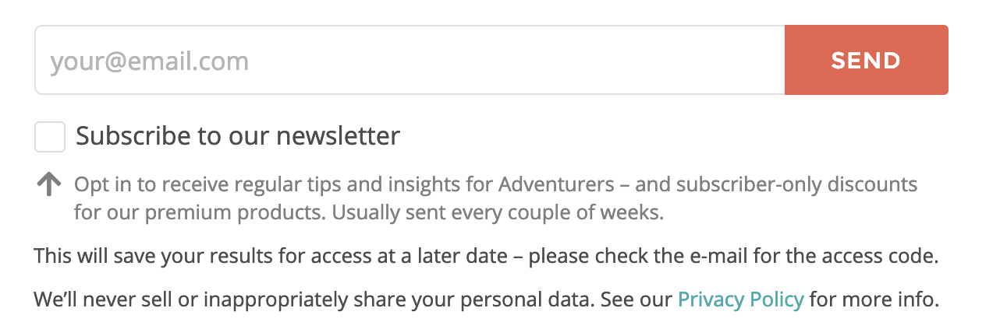 your@email.com
SEND
Subscribe to our newsletter
Opt in to receive regular tips and insights for Adventurers – and subscriber-only discounts
for our premium products. Usually sent every couple of weeks.
This will save your results for access at a later date – please check the e-mail for the access code.
We’ll never sell or inappropriately share your personal data. See our Privacy Policy for more info.